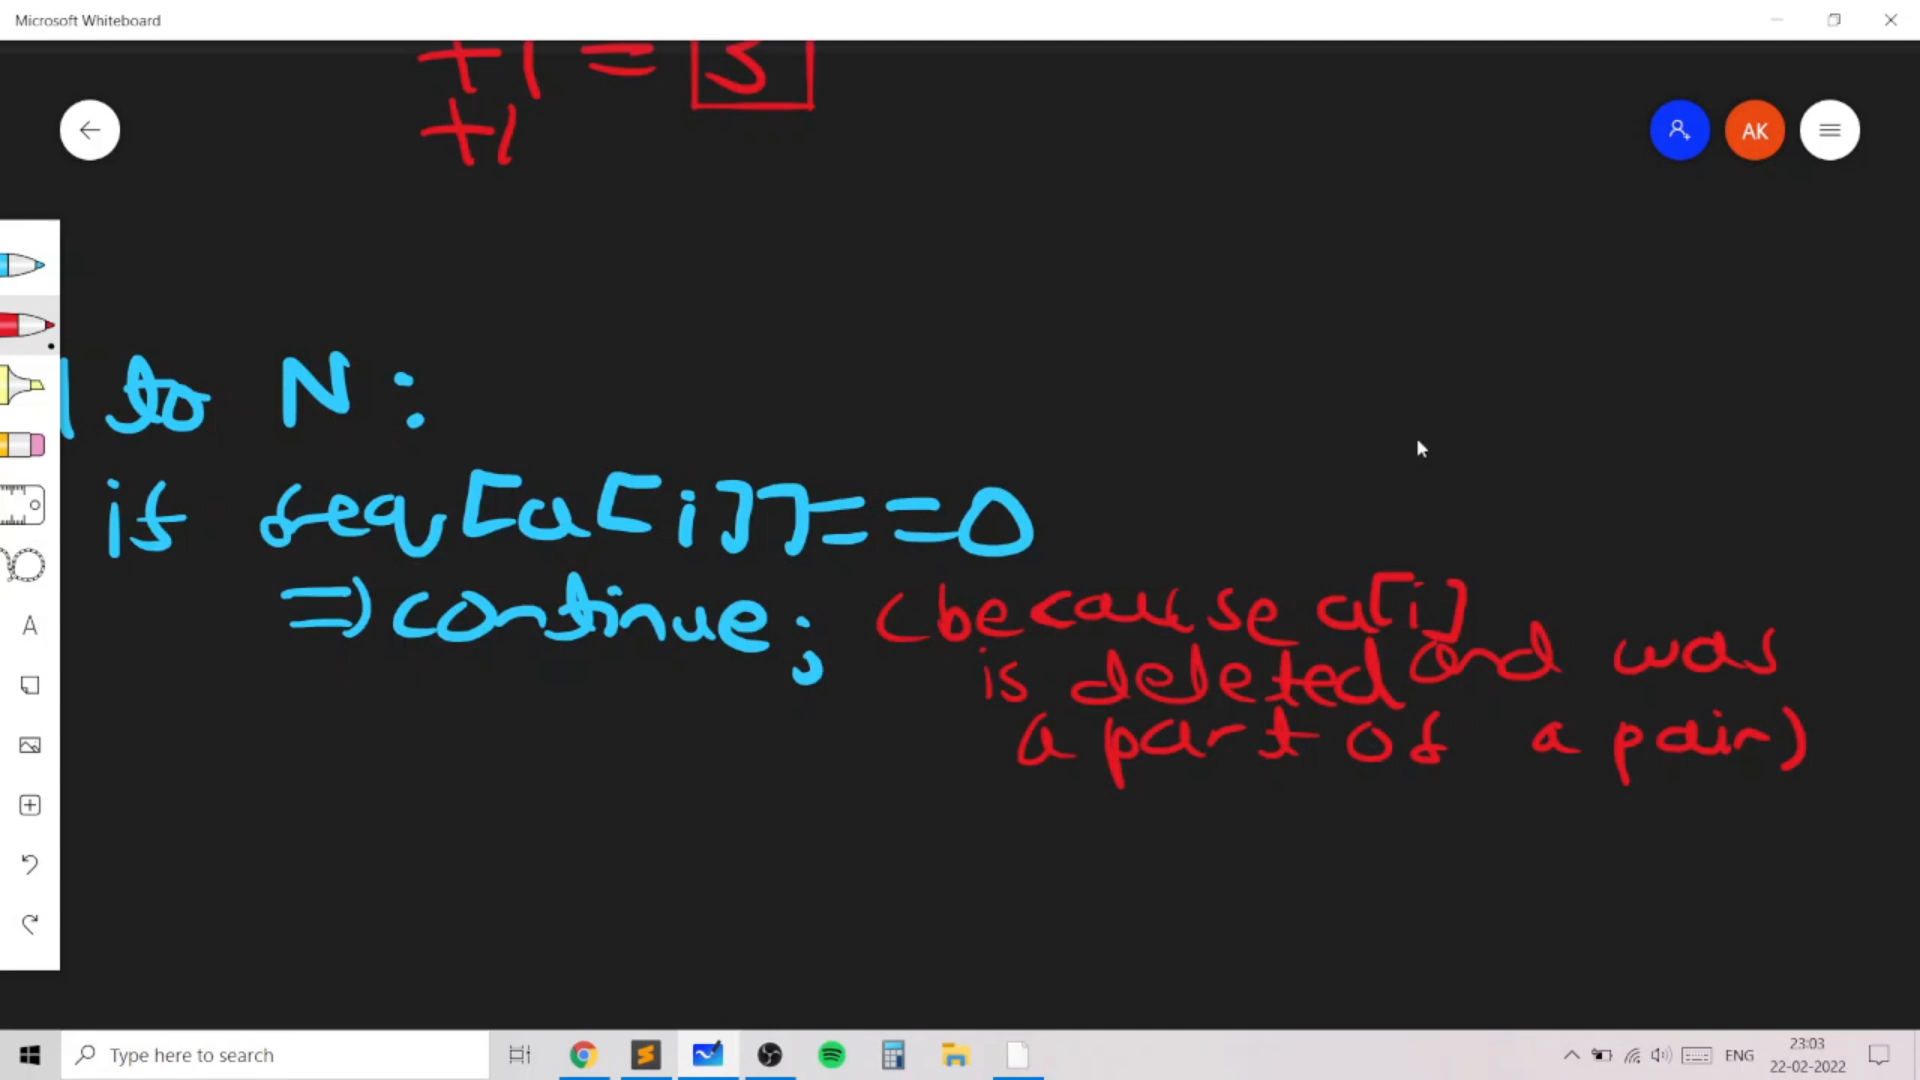 Microsoft Whiteboard
+1 = 3
+1
AK
1 to N :
if freq[a[i]]==0
=> continue; (because a[i]
is deleted and was
a part of a pair)
A
Type here to search
ENG
23:03
22-02-2022